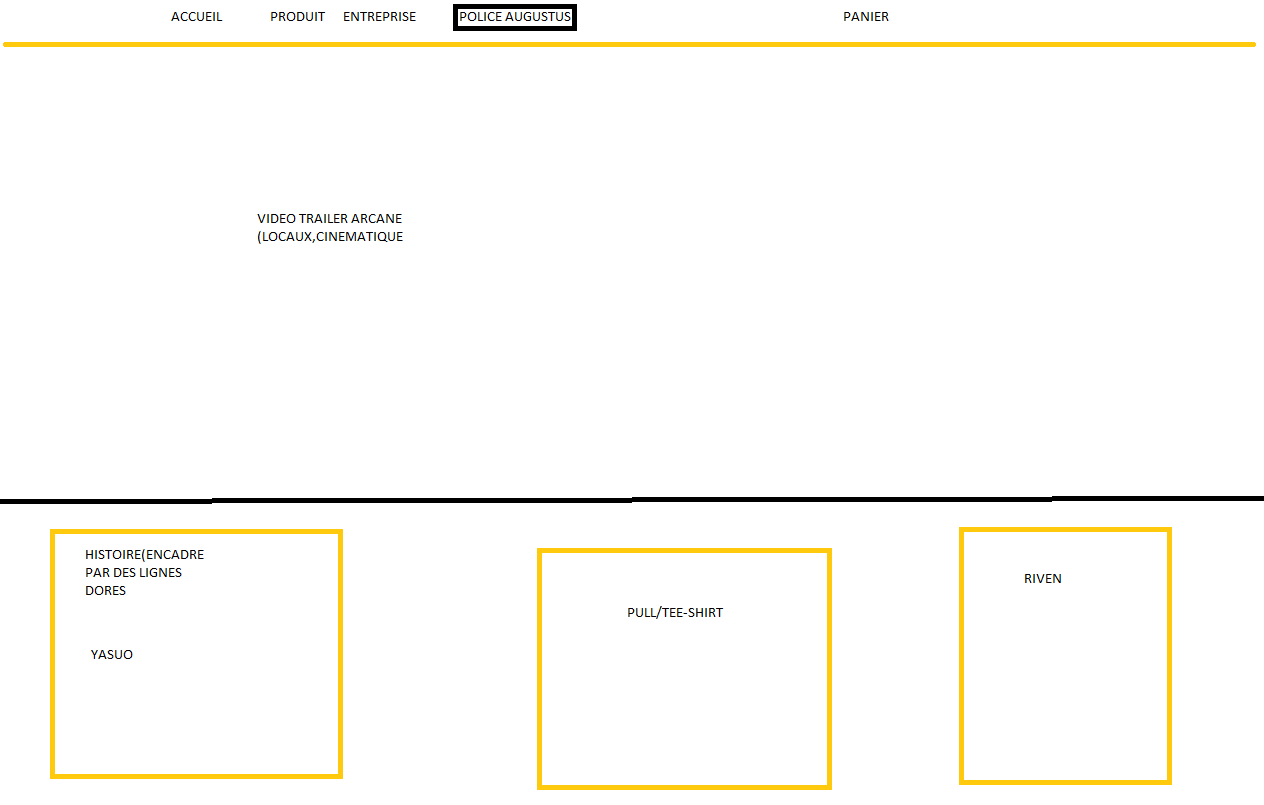 ACCUEIL PRODUIT ENTREPRISE POLICE AUGUSTUS PANIER
VIDEO TRAILER ARCANE
(LOCAUX,CINEMATIQUE
HISTOIRE(ENCADRE
PAR DES LIGNES
DORES
YASUO
PULL/TEE-SHIRT
RIVEN